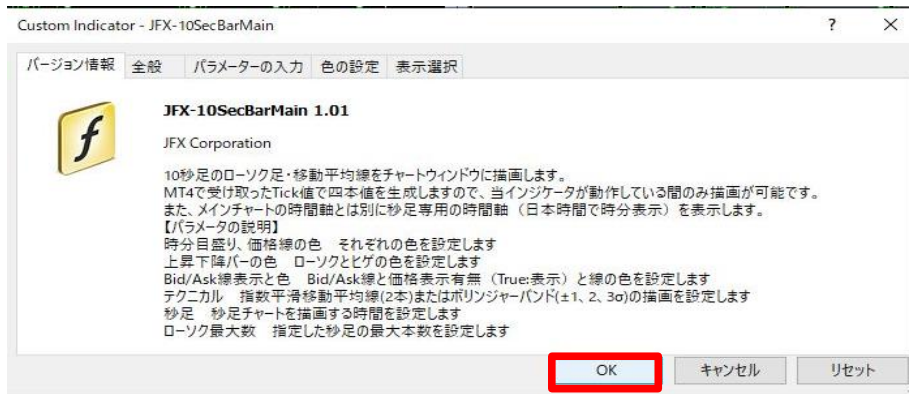 Custom Indicator - JFX-10SecBarMain
? ×
バージョン情報 全般 パラメーターの入力 色の設定 表示選択
JFX-10SecBarMain 1.01
JFX Corporation
10秒足のローソク足・移動平均線をチャートウィンドウに描画します。
MT4で受け取ったTick値で四本値を生成しますので、当インジケータが動作している間のみ描画が可能です。
また、メインチャートの時間軸とは別に秒足専用の時間軸（日本時間で時分表示）を表示します。
【パラメータの説明】
時分目盛り、価格線の色 それぞれの色を設定します
上昇下降バーの色 ローソクとヒゲの色を設定します
Bid/Ask線表示と色 Bid/Ask線と価格表示有無（True:表示）と線の色を設定します
テクニカル 指数平滑移動平均線(2本)またはボリンジャーバンド(±1、2、3σ)の描画を設定します
秒足 秒足チャートを描画する時間を設定します
ローソク最大数 指定した秒足の最大本数を設定します
OK キャンセル リセット